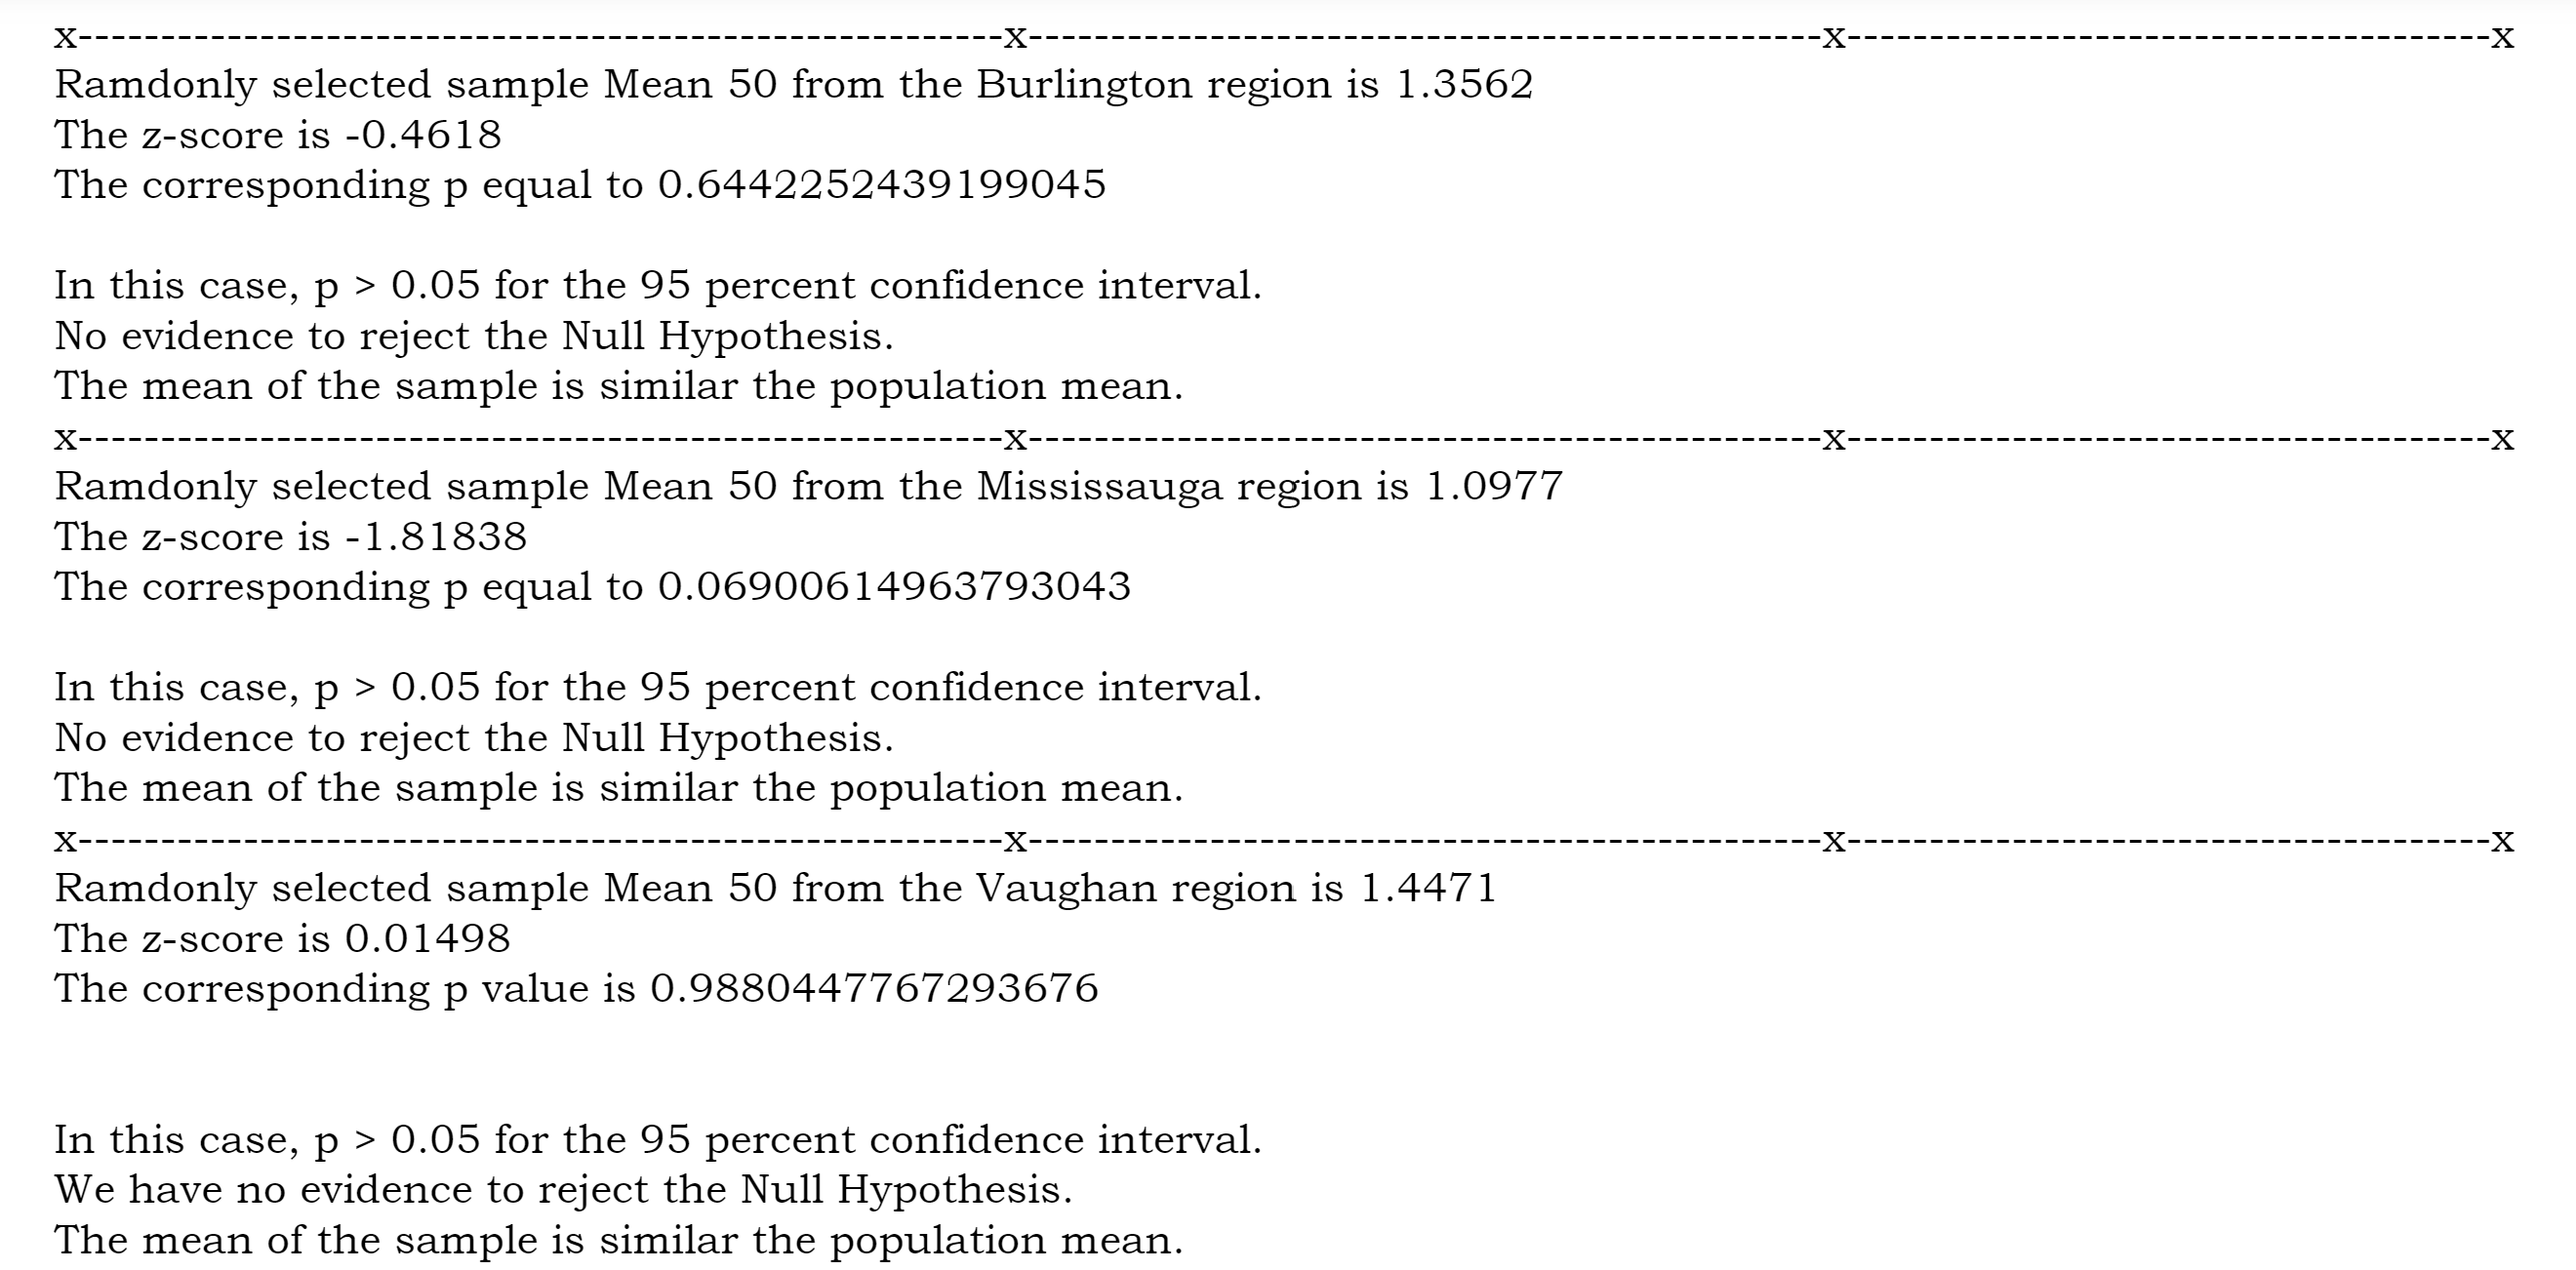 x--------------------------------------------------------x------------------------------------------------x---------------------------------------x
Ramdonly selected sample Mean 50 from the Burlington region is 1.3562
The z-score is -0.4618
The corresponding p equal to 0.6442252439199045
In this case, p > 0.05 for the 95 percent confidence interval.
No evidence to reject the Null Hypothesis.
The mean of the sample is similar the population mean.
x--------------------------------------------------------x------------------------------------------------x---------------------------------------x
Ramdonly selected sample Mean 50 from the Mississauga region is 1.0977
The z-score is -1.81838
The corresponding p equal to 0.06900614963793043
In this case, p > 0.05 for the 95 percent confidence interval.
No evidence to reject the Null Hypothesis.
The mean of the sample is similar the population mean.
x--------------------------------------------------------x------------------------------------------------x---------------------------------------x
Ramdonly selected sample Mean 50 from the Vaughan region is 1.4471
The z-score is 0.01498
The corresponding p value is 0.9880447767293676
In this case, p > 0.05 for the 95 percent confidence interval.
We have no evidence to reject the Null Hypothesis.
The mean of the sample is similar the population mean.